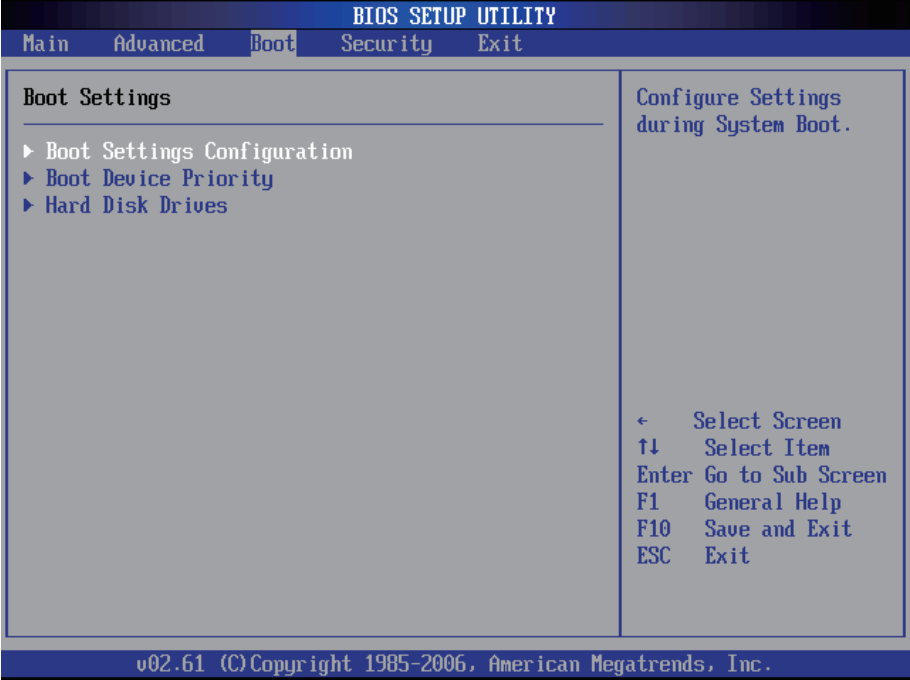 BIOS SETUP UTILITY
Main Advanced Boot Security Exit
Boot Settings
▶ Boot Settings Configuration
▶ Boot Device Priority
▶ Hard Disk Drives
Configure Settings
during System Boot.
← Select Screen
↑↓ Select Item
Enter Go to Sub Screen
F1 General Help
F10 Save and Exit
ESC Exit
v02.61 (C)Copyright 1985-2006, American Megatrends, Inc.